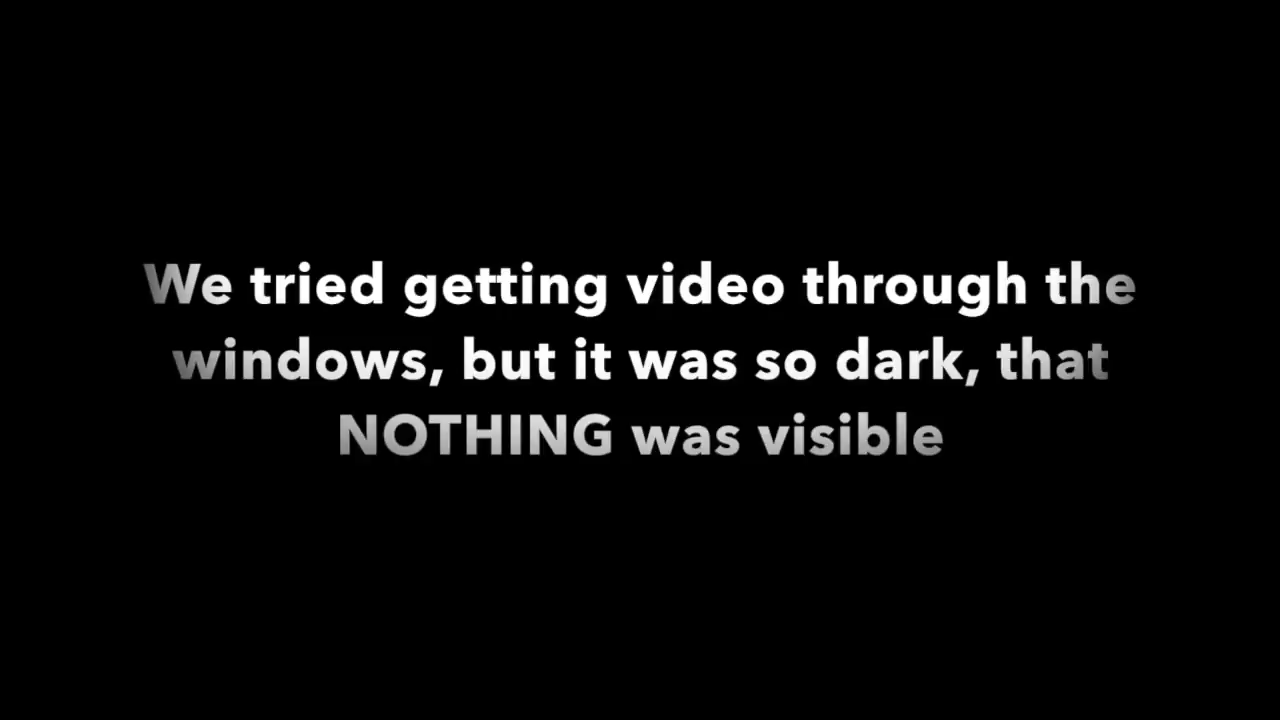 We tried getting video through the
windows, but it was so dark, that
NOTHING was visible